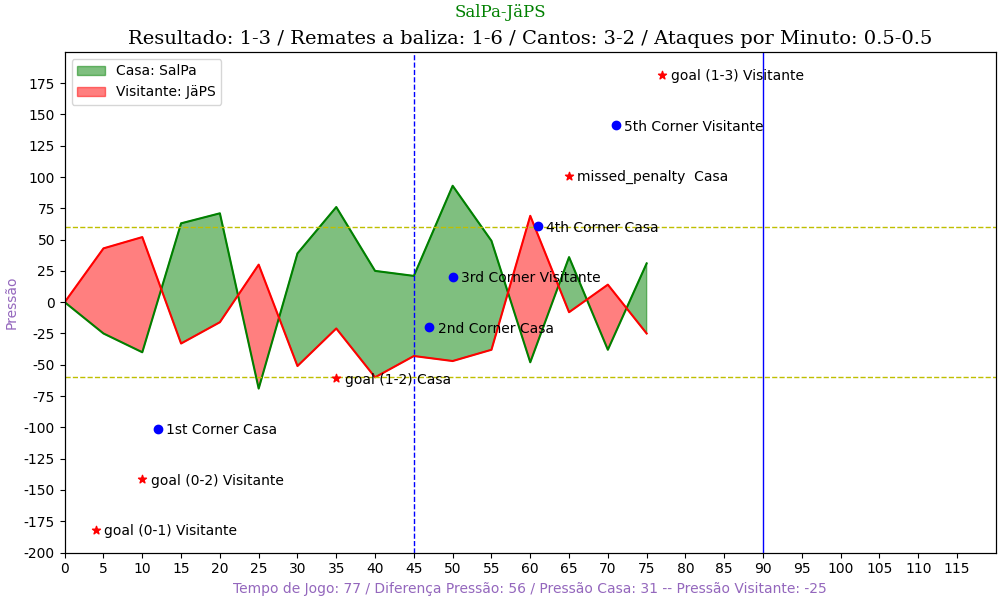 SalPa-JäPS
Resultado: 1-3 / Remates a baliza: 1-6 / Cantos: 3-2 / Ataques por Minuto: 0.5-0.5
Casa: SalPa
Visitante: JäPS
goal (1-3) Visitante
5th Corner Visitante
missed_penalty  Casa
4th Corner Casa
3rd Corner Visitante
2nd Corner Casa
goal (1-2) Casa
1st Corner Casa
goal (0-2) Visitante
goal (0-1) Visitante
Pressão
175
150
125
100
75
50
25
0
-25
-50
-75
-100
-125
-150
-175
-200
0 5 10 15 20 25 30 35 40 45 50 55 60 65 70 75 80 85 90 95 100 105 110 115
Tempo de Jogo: 77 / Diferença Pressão: 56 / Pressão Casa: 31 -- Pressão Visitante: -25